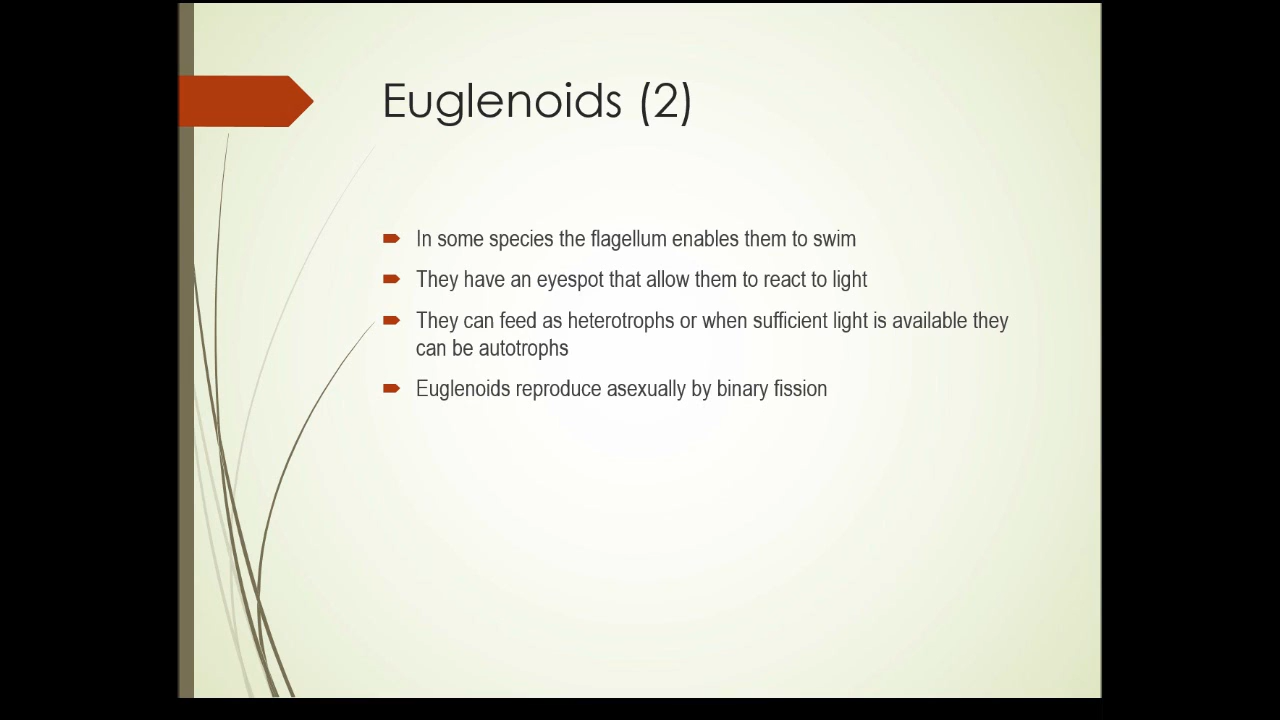 Euglenoids (2)
In some species the flagellum enables them to swim
They have an eyespot that allow them to react to light
They can feed as heterotrophs or when sufficient light is available they
can be autotrophs
Euglenoids reproduce asexually by binary fission